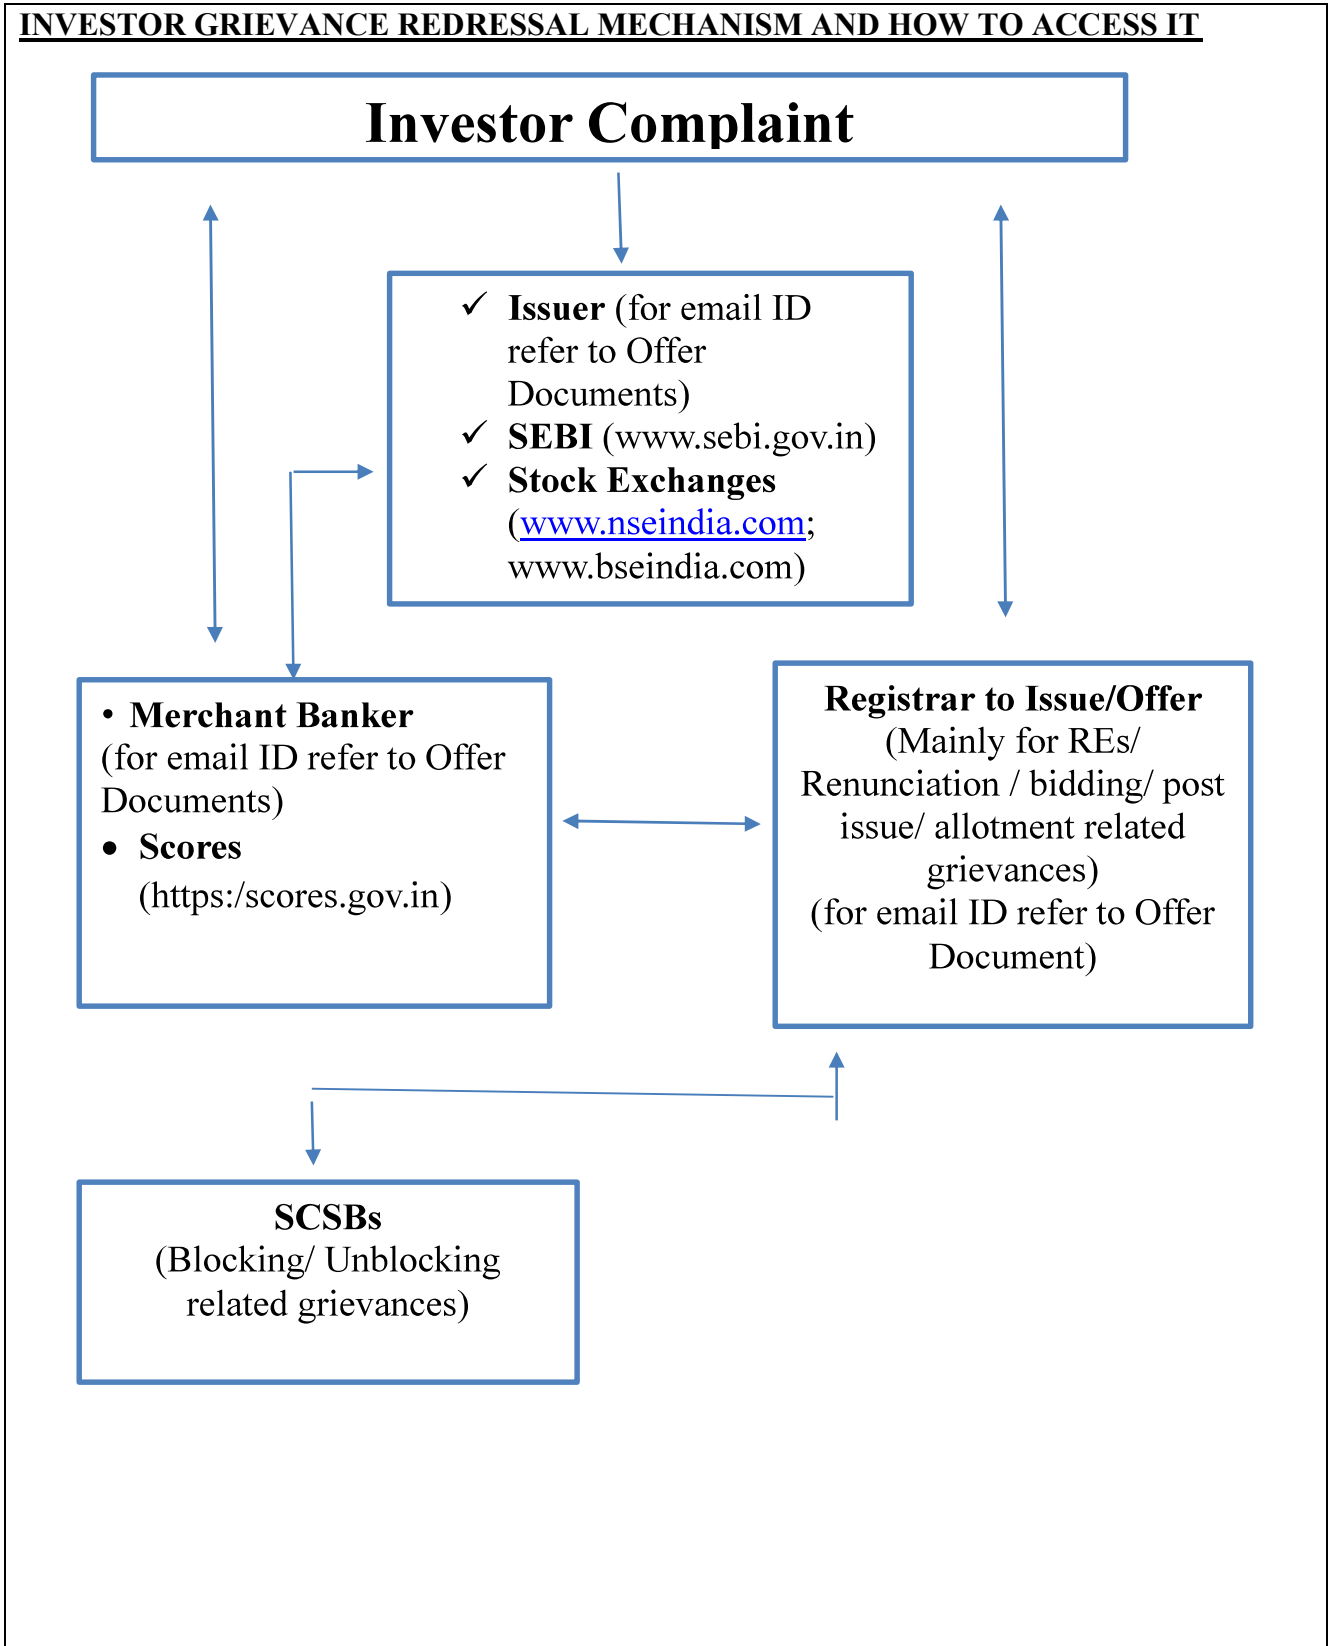 INVESTOR GRIEVANCE REDRESSAL MECHANISM AND HOW TO ACCESS IT
Investor Complaint
✓ Issuer (for email ID
refer to Offer
Documents)
✓ SEBI (www.sebi.gov.in)
✓ Stock Exchanges
(www.nseindia.com;
www.bseindia.com)
• Merchant Banker
(for email ID refer to Offer
Documents)
• Scores
(https:/scores.gov.in)
Registrar to Issue/Offer
(Mainly for REs/
Renunciation / bidding/ post
issue/ allotment related
grievances)
(for email ID refer to Offer
Document)
SCSBs
(Blocking/ Unblocking
related grievances)